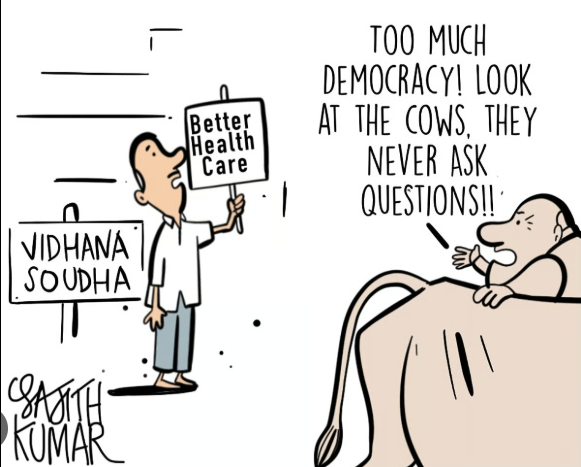 TOO MUCH
DEMOCRACY! LOOK
AT THE COWS, THEY
NEVER ASK
QUESTIONS!!
Better
Health
Care
VIDHANA
SOUDHA
SAJITH
KUMAR